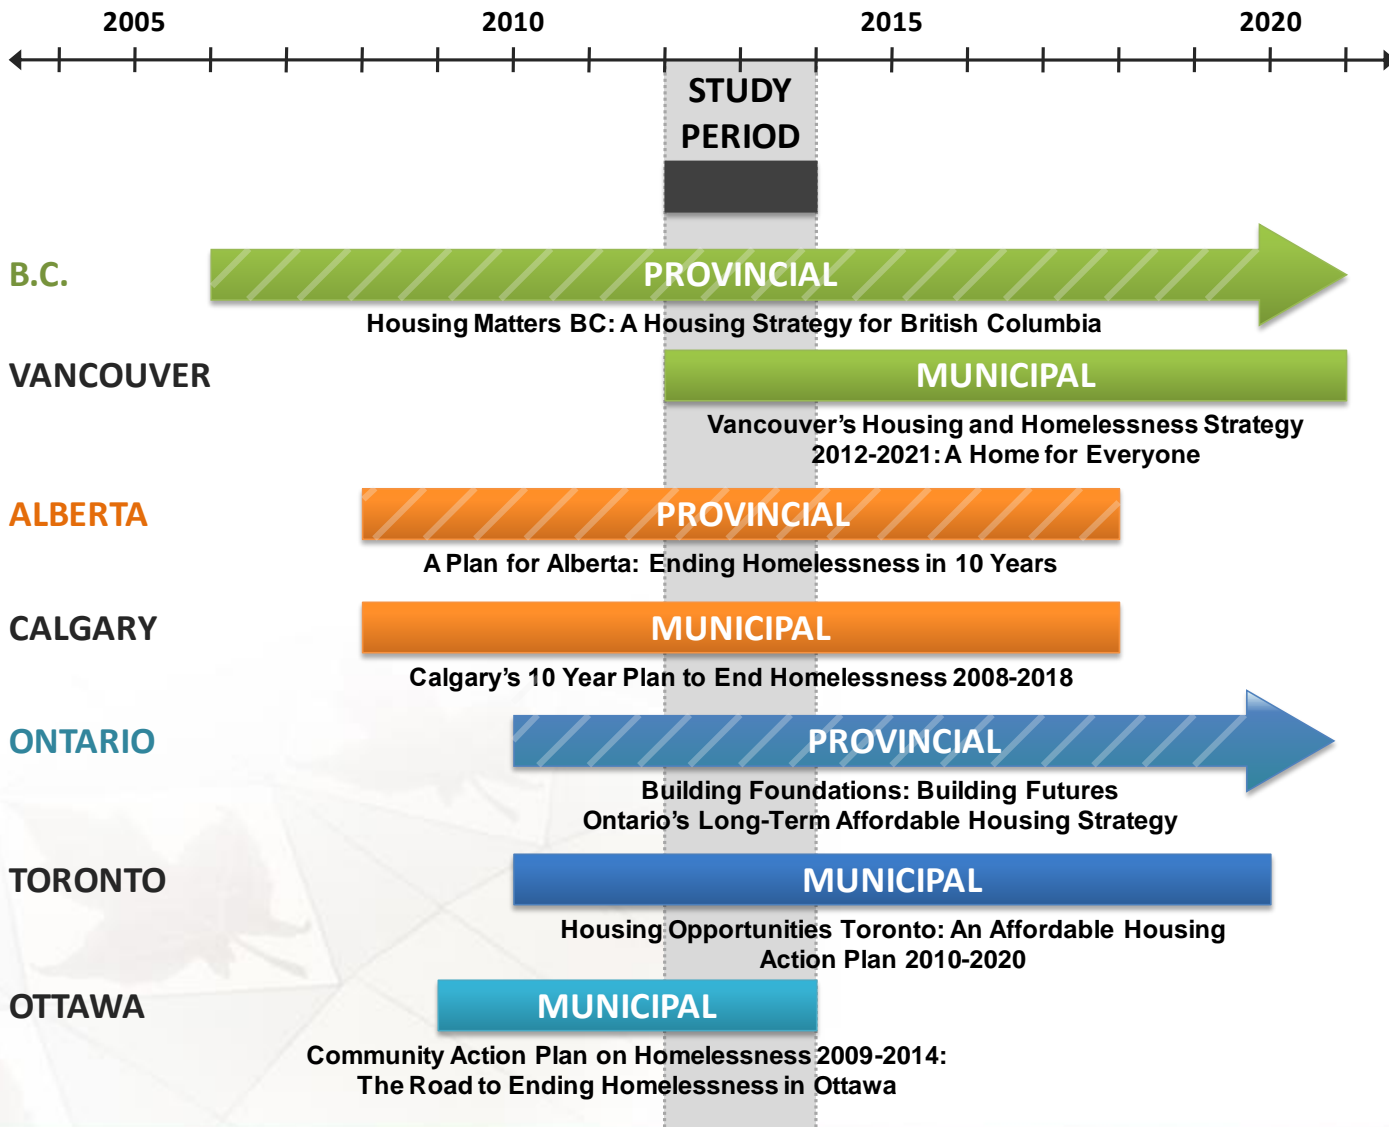 2005 2010 2015 2020
STUDY
PERIOD
B.C.
PROVINCIAL
Housing Matters BC: A Housing Strategy for British Columbia
VANCOUVER
MUNICIPAL
Vancouver’s Housing and Homelessness Strategy
2012-2021: A Home for Everyone
ALBERTA
PROVINCIAL
A Plan for Alberta: Ending Homelessness in 10 Years
CALGARY
MUNICIPAL
Calgary’s 10 Year Plan to End Homelessness 2008-2018
ONTARIO
PROVINCIAL
Building Foundations: Building Futures
Ontario’s Long-Term Affordable Housing Strategy
TORONTO
MUNICIPAL
Housing Opportunities Toronto: An Affordable Housing
Action Plan 2010-2020
OTTAWA
MUNICIPAL
Community Action Plan on Homelessness 2009-2014:
The Road to Ending Homelessness in Ottawa